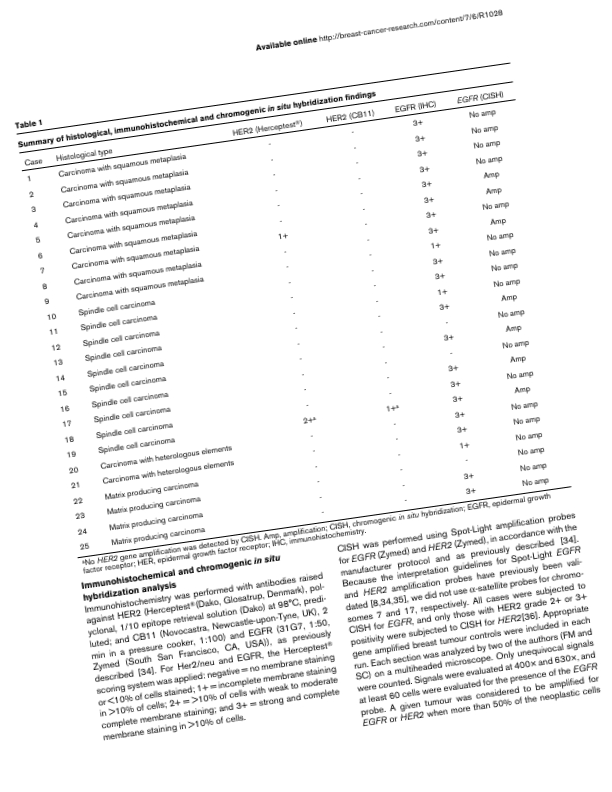 Available online http://breast-cancer-research.com/content/7/6/R1028
Table 1
Summary of histological, immunohistochemical and chromogenic in situ hybridization findings
Case Histological type HER2 (Herceptest®) HER2 (CB11) EGFR (IHC) EGFR (CISH)
1 Carcinoma with squamous metaplasia - - 3+ No amp
2 Carcinoma with squamous metaplasia - - 3+ No amp
3 Carcinoma with squamous metaplasia - - 3+ No amp
4 Carcinoma with squamous metaplasia - - 3+ No amp
5 Carcinoma with squamous metaplasia - - 3+ Amp
6 Carcinoma with squamous metaplasia - - 3+ Amp
7 Carcinoma with squamous metaplasia 1+ - 3+ No amp
8 Carcinoma with squamous metaplasia - - 3+ Amp
9 Carcinoma with squamous metaplasia - - 1+ No amp
10 Spindle cell carcinoma - - 3+ No amp
11 Spindle cell carcinoma - - 3+ No amp
12 Spindle cell carcinoma - - 1+ No amp
13 Spindle cell carcinoma - - 3+ Amp
14 Spindle cell carcinoma - - - No amp
15 Spindle cell carcinoma - - 3+ Amp
16 Spindle cell carcinoma - - - No amp
17 Spindle cell carcinoma - - 3+ Amp
18 Spindle cell carcinoma - - 3+ No amp
19 Spindle cell carcinoma 2+ᵃ 1+ᵃ 3+ Amp
20 Carcinoma with heterologous elements - - 3+ No amp
21 Carcinoma with heterologous elements - - 3+ No amp
22 Matrix producing carcinoma - - 1+ No amp
23 Matrix producing carcinoma - - - No amp
24 Matrix producing carcinoma - - 3+ No amp
25 Matrix producing carcinoma - - 3+ No amp
ᵃNo HER2 gene amplification was detected by CISH. Amp, amplification; CISH, chromogenic in situ hybridization; EGFR, epidermal growth
factor receptor; HER, epidermal growth factor receptor; IHC, immunohistochemistry.
Immunohistochemical and chromogenic in situ
hybridization analysis
Immunohistochemistry was performed with antibodies raised
against HER2 (Herceptest® (Dako, Glosatrup, Denmark), pol-
yclonal, 1/10 epitope retrieval solution (Dako) at 98°C, predi-
luted; and CB11 (Novocastra, Newcastle-upon-Tyne, UK), 2
min in a pressure cooker, 1:100) and EGFR (31G7, 1:50,
Zymed (South San Francisco, CA, USA)), as previously
described [34]. For Her2/neu and EGFR, the Herceptest®
scoring system was applied: negative = no membrane staining
or <10% of cells stained; 1+ = incomplete membrane staining
in >10% of cells; 2+ = >10% of cells with weak to moderate
complete membrane staining; and 3+ = strong and complete
membrane staining in >10% of cells.
CISH was performed using Spot-Light amplification probes
for EGFR (Zymed) and HER2 (Zymed), in accordance with the
manufacturer protocol and as previously described [34].
Because the interpretation guidelines for Spot-Light EGFR
and HER2 amplification probes have previously been vali-
dated [8,34,35], we did not use α-satellite probes for chromo-
somes 7 and 17, respectively. All cases were subjected to
CISH for EGFR, and only those with HER2 grade 2+ or 3+
positivity were subjected to CISH for HER2[36]. Appropriate
gene amplified breast tumour controls were included in each
run. Each section was analyzed by two of the authors (FM and
SC) on a multiheaded microscope. Only unequivocal signals
were counted. Signals were evaluated at 400× and 630×, and
at least 60 cells were evaluated for the presence of the EGFR
probe. A given tumour was considered to be amplified for
EGFR or HER2 when more than 50% of the neoplastic cells